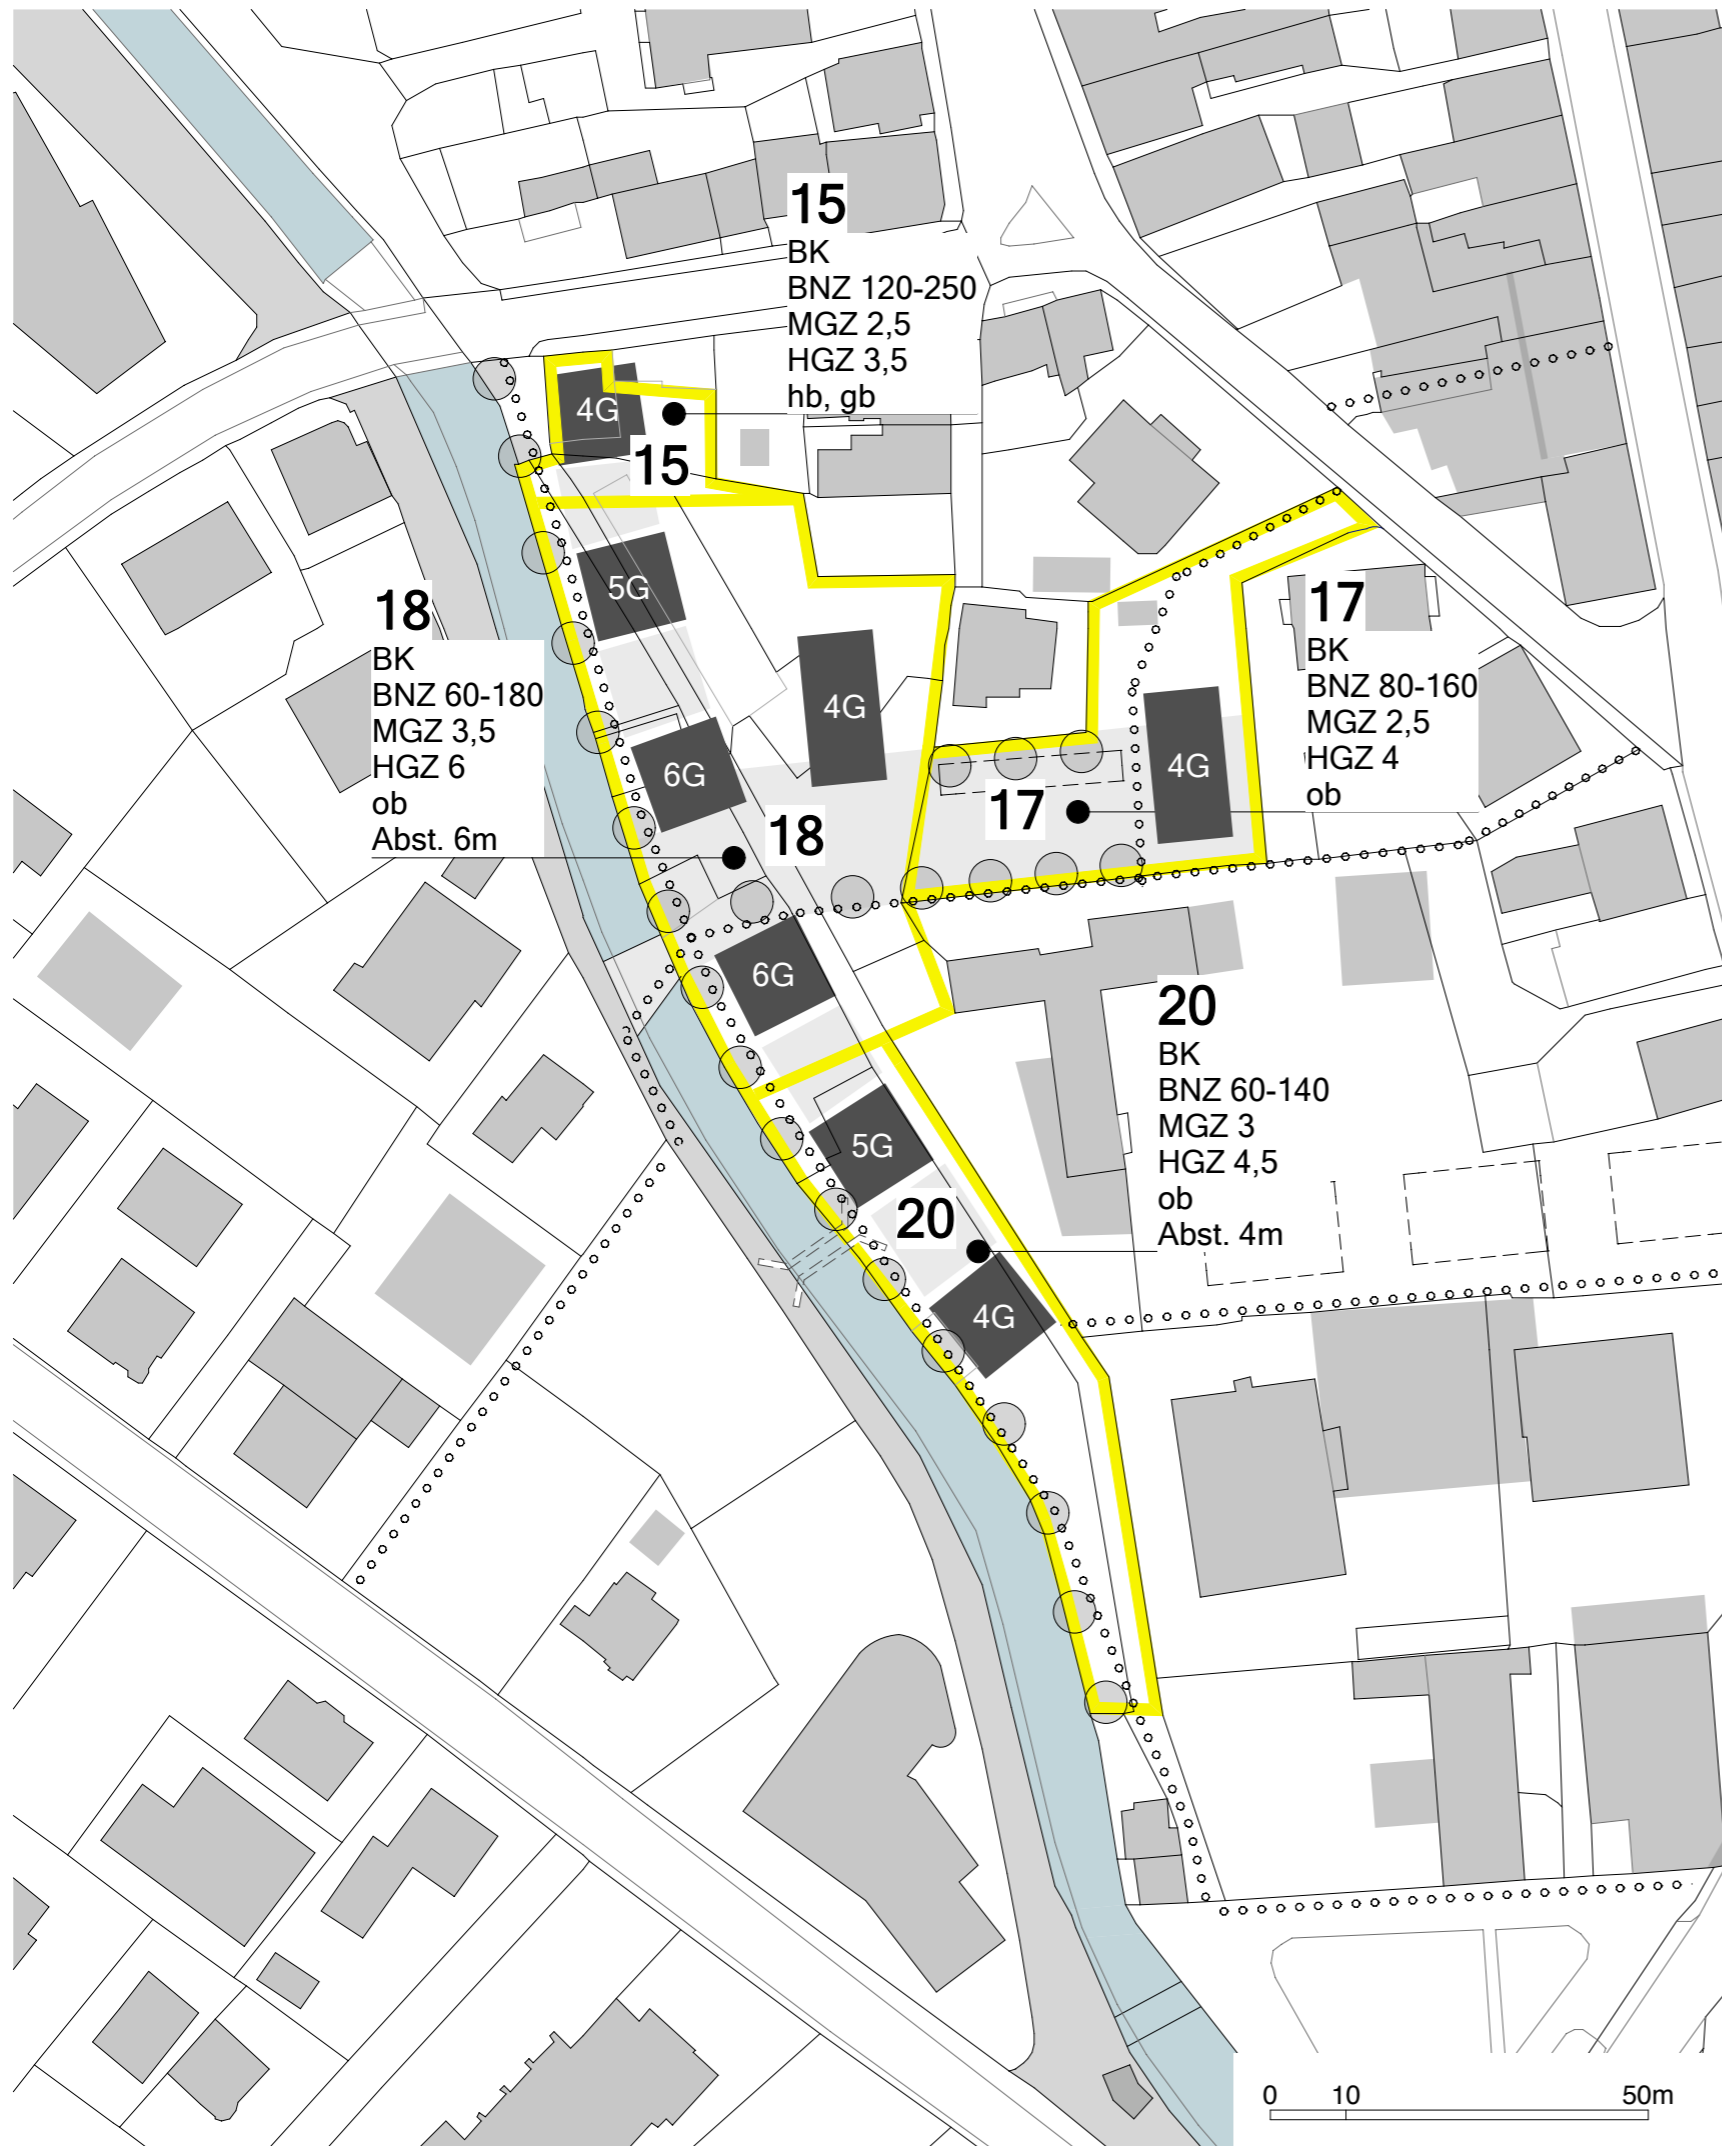 15
BK
BNZ 120-250
MGZ 2,5
HGZ 3,5
hb, gb
4G
15
5G
18
BK
BNZ 60-180
MGZ 3,5
HGZ 6
ob
Abst. 6m
17
BK
BNZ 80-160
MGZ 2,5
HGZ 4
ob
4G
6G
4G
17
18
6G
20
BK
BNZ 60-140
MGZ 3
HGZ 4,5
ob
Abst. 4m
5G
20
4G
0 10 50m